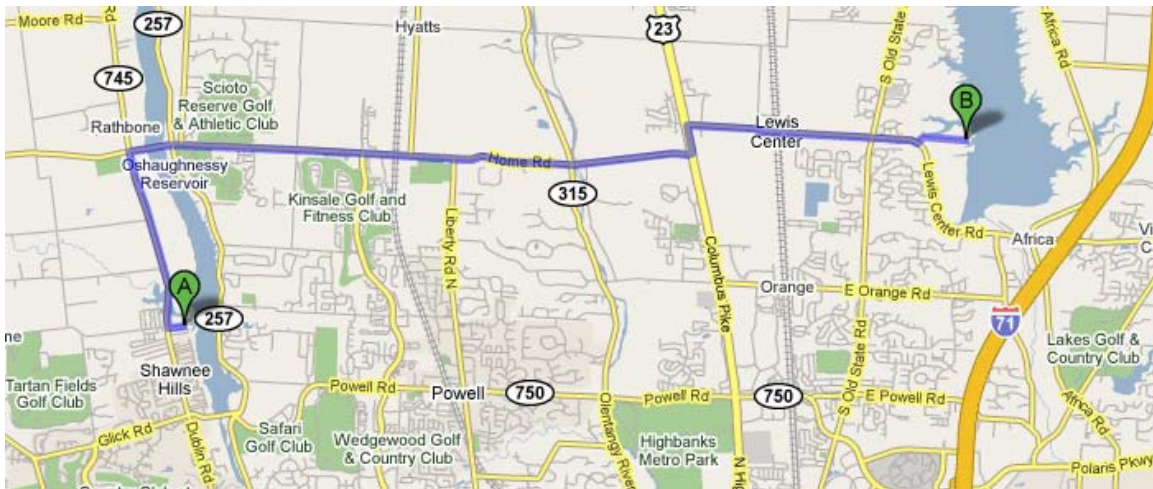 Moore Rd
257
Rd
745
Hyatts
23
S Old State
Africa Rd
Scioto
Reserve Golf
& Athletic Club
Rathbone
B
Lewis
Center
Oshaughnessy
Reservoir
Home Rd
315
Kinsale Golf and
Fitness Club
Liberty Rd N
Lewis Center Rd
Africa
A
257
Columbus Pike
Orange
E Orange Rd
71
Lakes Golf &
Country Club
Shawnee
Hills
Tartan Fields
Golf Club
Powell Rd
Powell
750
Powell Rd
750
E Powell Rd
S Old State Rd
Africa Rd
Glick Rd
Dublin Rd
Safari
Golf Club
Wedgewood Golf
& Country Club
Olentangy River
Highbanks
Metro Park
Polaris Pkwy